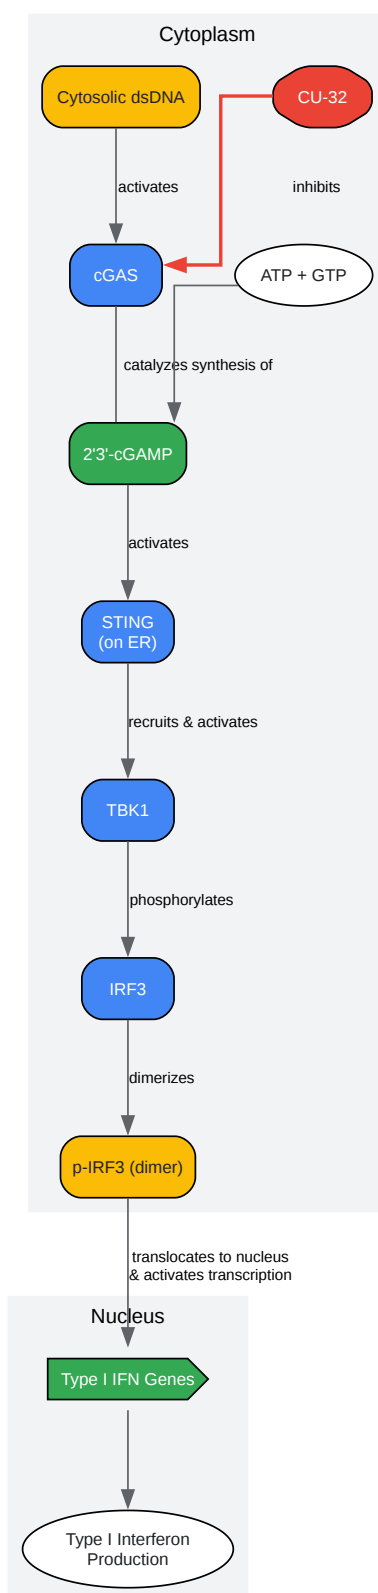 Cytoplasm
Cytosolic dsDNA
CU-32
activates
inhibits
cGAS
ATP + GTP
catalyzes synthesis of
2'3'-cGAMP
activates
STING
(on ER)
recruits & activates
TBK1
phosphorylates
IRF3
dimerizes
p-IRF3 (dimer)
translocates to nucleus
& activates transcription
Nucleus
Type I IFN Genes
Type I Interferon
Production